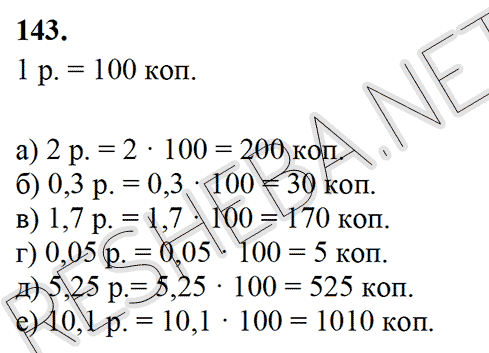 143.
1 р. = 100 коп.
а) 2 р. = 2 · 100 = 200 коп.
б) 0,3 р. = 0,3 · 100 = 30 коп.
в) 1,7 р. = 1,7 · 100 = 170 коп.
г) 0,05 р. = 0,05 · 100 = 5 коп.
д) 5,25 р.= 5,25 · 100 = 525 коп.
е) 10,1 р. = 10,1 · 100 = 1010 коп.
RESHEBA.NET